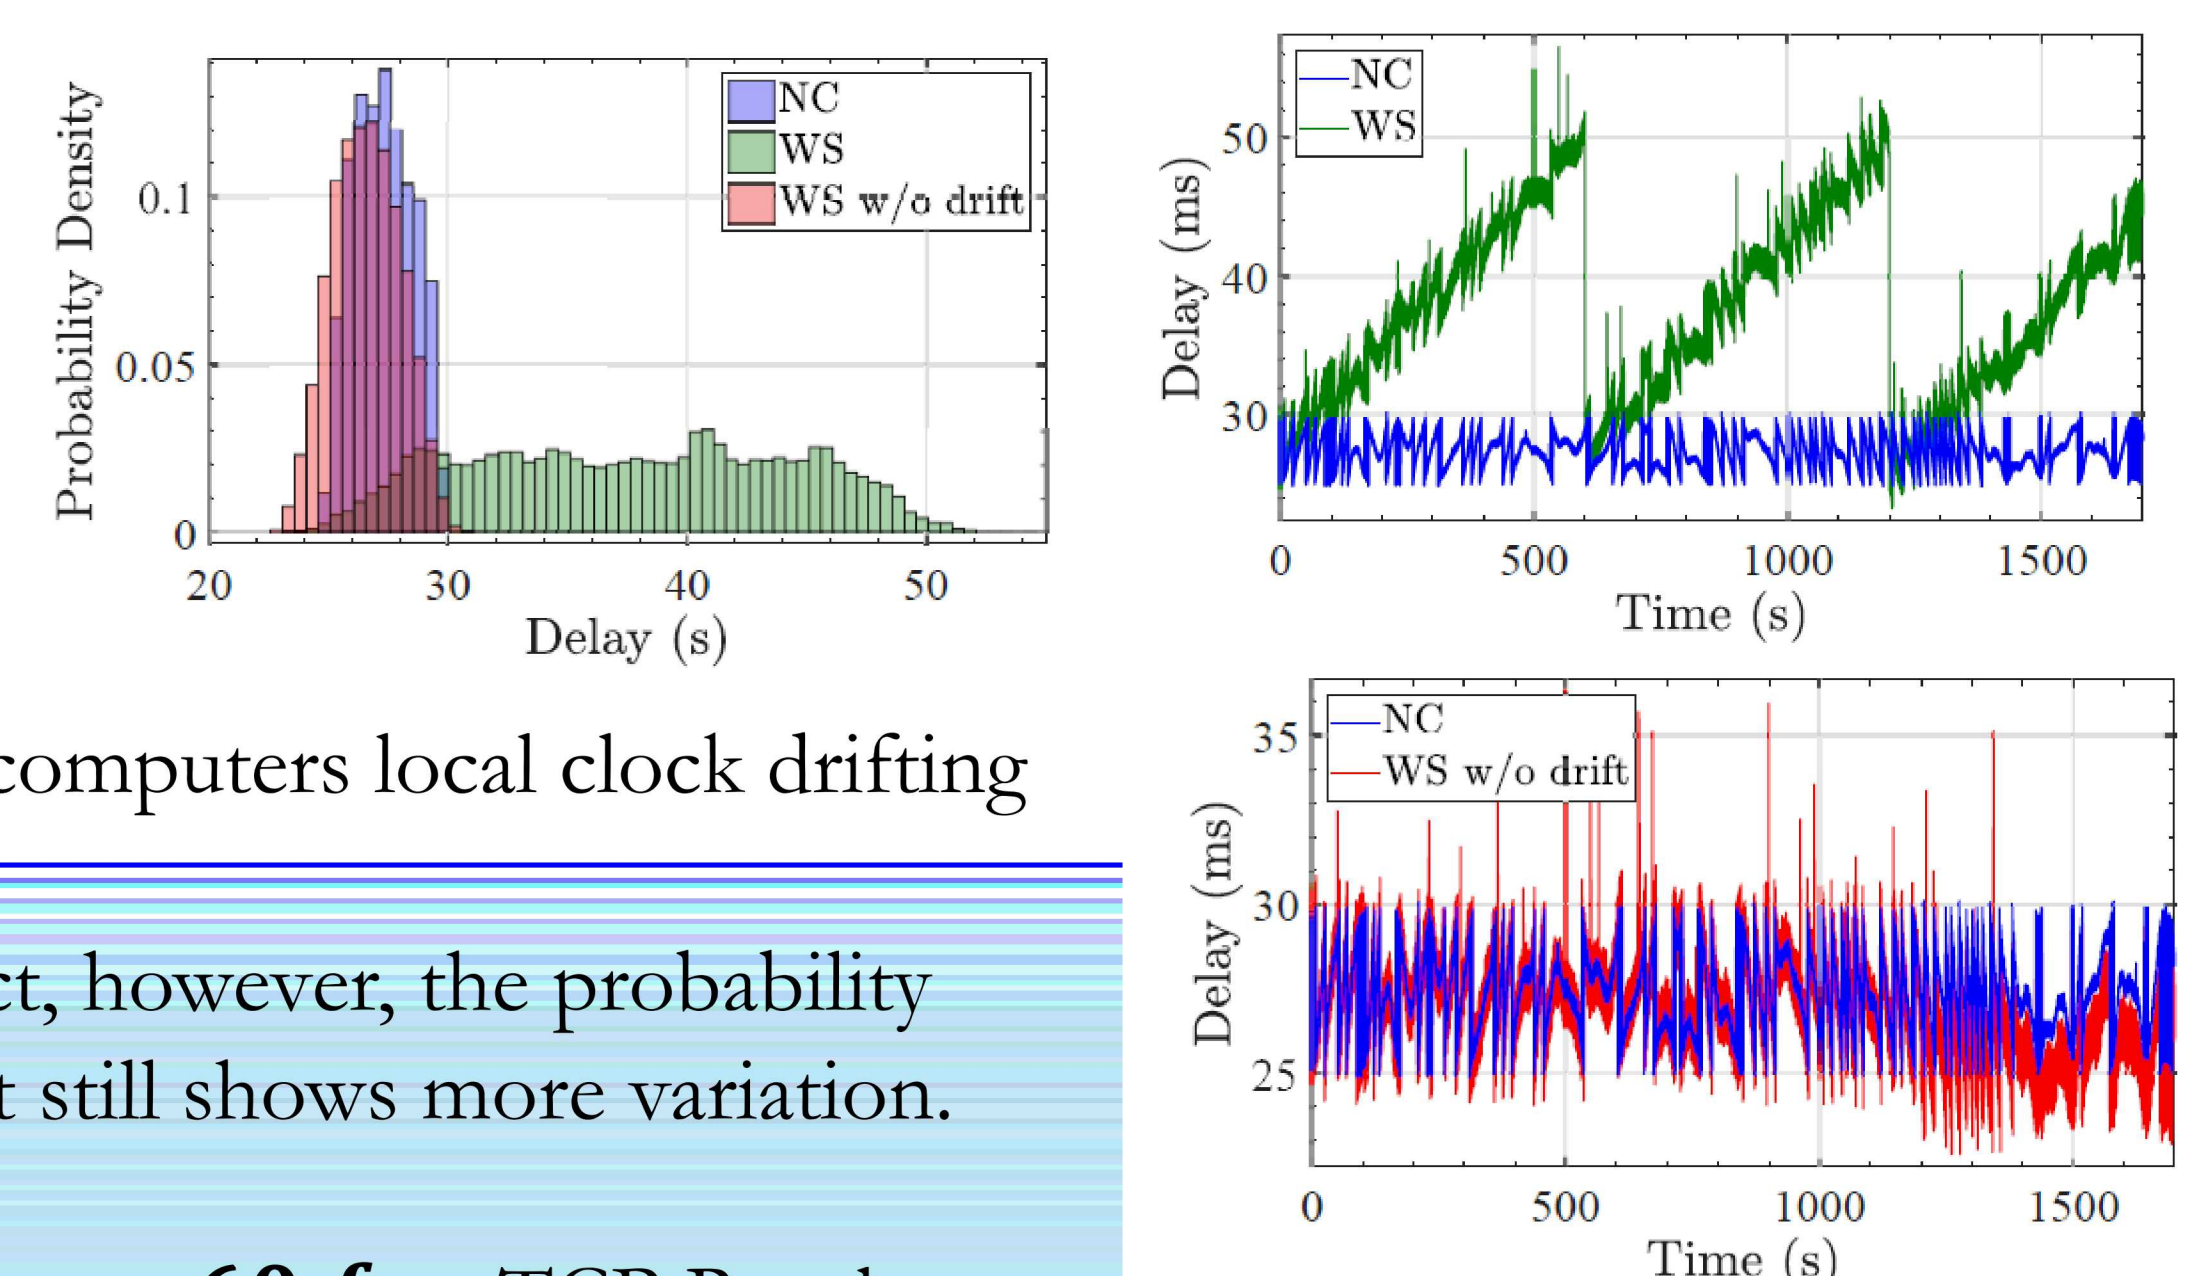 Probability Density
0.1
0.05
0
NC
WS
WS w/o drift
20 30 40 50
Delay (s)
Delay (ms)
50
40
30
NC
WS
0 500 1000 1500
Time (s)
computers local clock drifting
ct, however, the probability
t still shows more variation.
Delay (ms)
35
30
25
NC
WS w/o drift
0 500 1000 1500
Time (s)